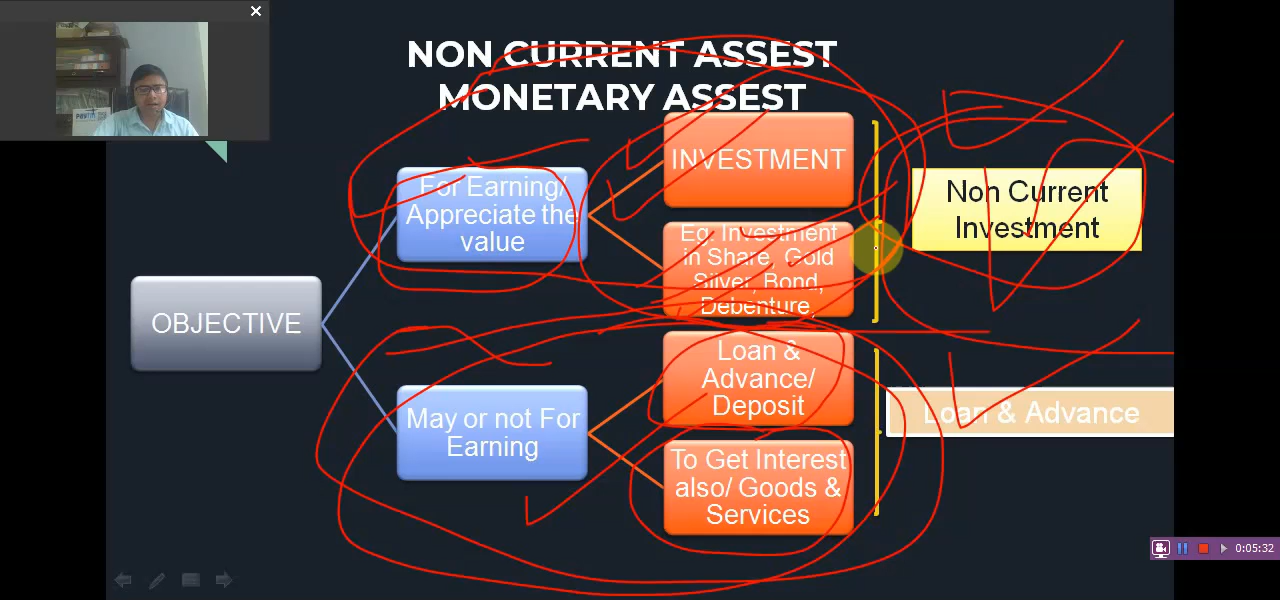 NON CURRENT ASSEST
MONETARY ASSEST
OBJECTIVE
For Earning/
Appreciate the
value
INVESTMENT
Eg. Investment
in Share, Gold
Silver, Bond,
Debenture,
Non Current
Investment
May or not For
Earning
Loan &
Advance/
Deposit
To Get Interest
also/ Goods &
Services
Loan & Advance
0:05:32